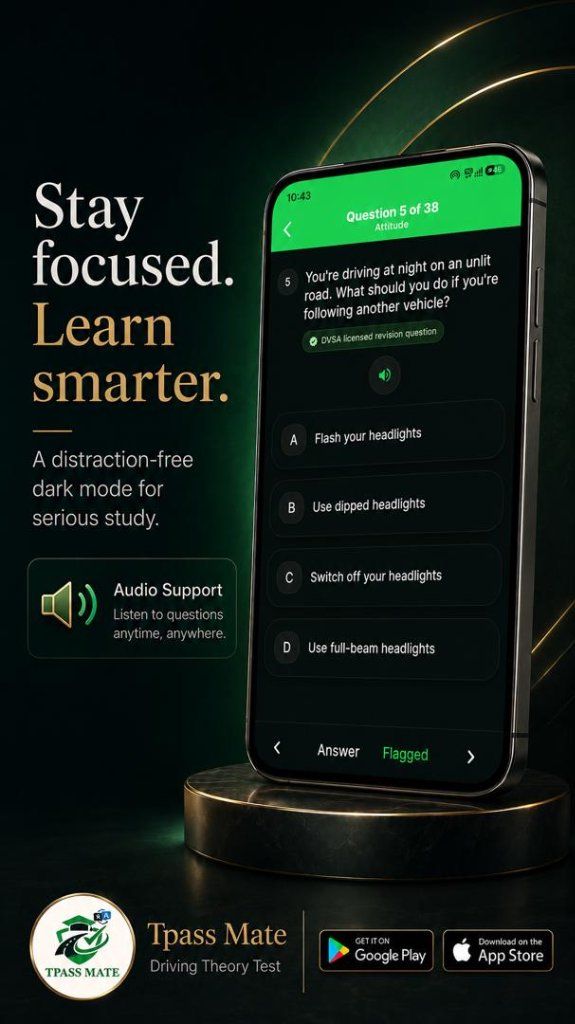 Stay
focused.
Learn
smarter.
A distraction-free
dark mode for
serious study.
Audio Support
Listen to questions
anytime, anywhere.
10:43
46
Question 5 of 38
Attitude
5
You're driving at night on an unlit
road. What should you do if you're
following another vehicle?
DVSA licensed revision question
A Flash your headlights
B Use dipped headlights
C Switch off your headlights
D Use full-beam headlights
Answer Flagged
TPASS MATE
Tpass Mate
Driving Theory Test
GET IT ON
Google Play
Download on the
App Store